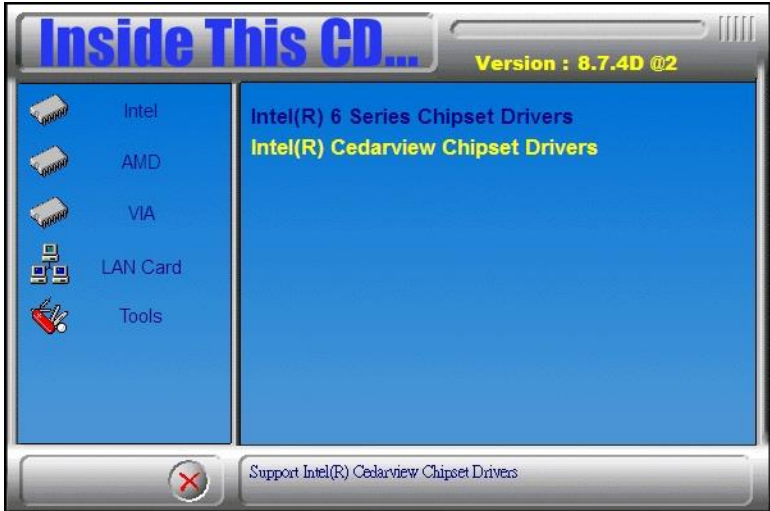 Inside This CD...
Version : 8.7.4D @2
Intel
AMD
VIA
LAN Card
Tools
Intel(R) 6 Series Chipset Drivers
Intel(R) Cedarview Chipset Drivers
Support Intel(R) Cedarview Chipset Drivers